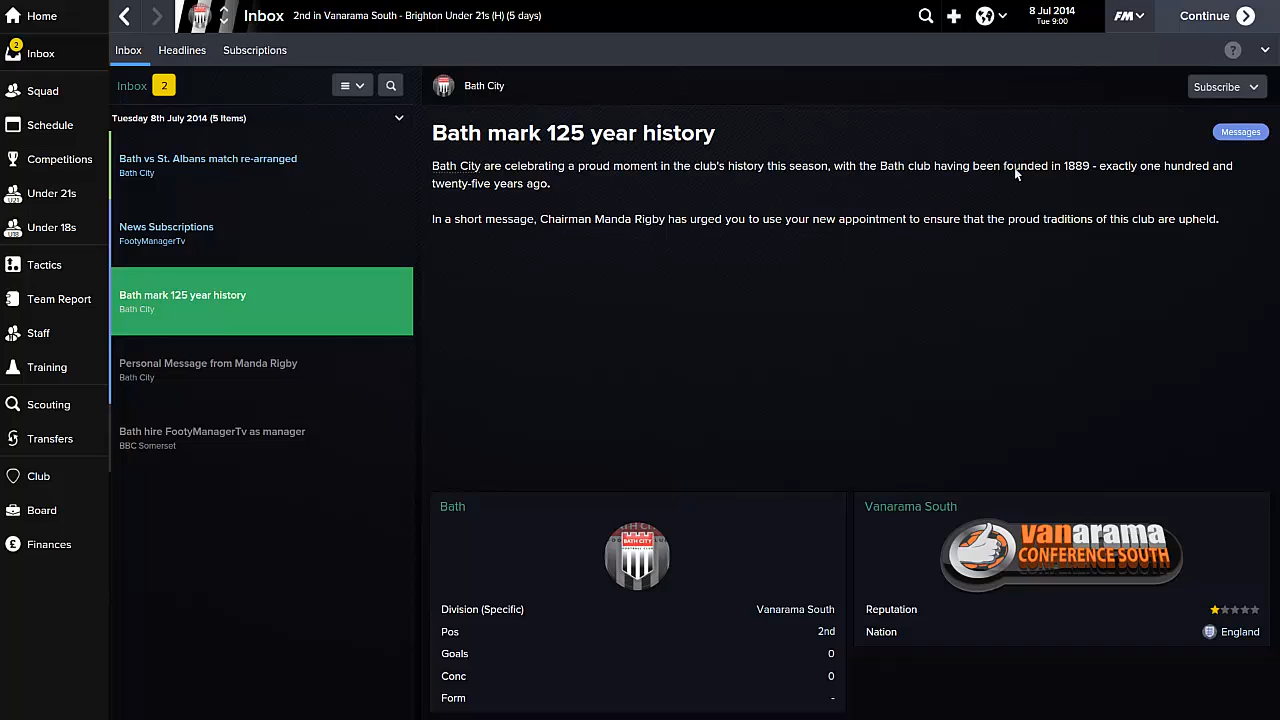 Home
Inbox
2nd in Vanarama South - Brighton Under 21s (H) (5 days)
8 Jul 2014
Tue 9:00
FM
Continue
2
Inbox
Inbox
Headlines
Subscriptions
?
Squad
Schedule
Competitions
U21
Under 21s
U18
Under 18s
Tactics
Team Report
Staff
Training
Scouting
Transfers
Club
Board
£
Finances
Inbox
2
Tuesday 8th July 2014 (5 Items)
Bath vs St. Albans match re-arranged
Bath City
News Subscriptions
FootyManagerTv
Bath mark 125 year history
Bath City
Personal Message from Manda Rigby
Bath City
Bath hire FootyManagerTv as manager
BBC Somerset
Bath City
Subscribe
Bath mark 125 year history
Messages
Bath City are celebrating a proud moment in the club's history this season, with the Bath Club having been founded in 1889 - exactly one hundred and
twenty-five years ago.
In a short message, Chairman Manda Rigby has urged you to use your new appointment to ensure that the proud traditions of this club are upheld.
Bath
BATH CITY
Division (Specific)
Vanarama South
Pos
2nd
Goals
0
Conc
0
Form
-
Vanarama South
vanarama
CONFERENCE SOUTH
Reputation
Nation
England